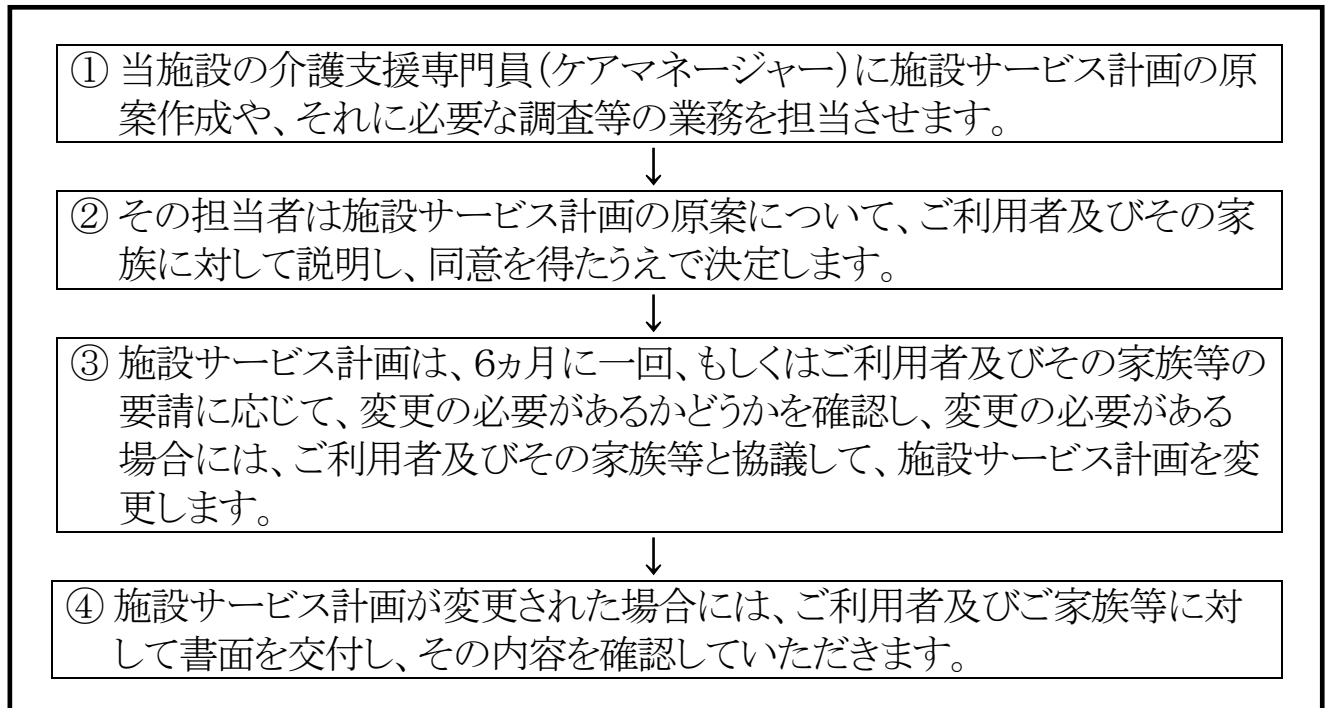 ① 当施設の介護支援専門員(ケアマネージャー)に施設サービス計画の原
案作成や、それに必要な調査等の業務を担当させます。
↓
② その担当者は施設サービス計画の原案について、ご利用者及びその家
族に対して説明し、同意を得たうえで決定します。
↓
③ 施設サービス計画は、6ヵ月に一回、もしくはご利用者及びその家族等の
要請に応じて、変更の必要があるかどうかを確認し、変更の必要がある
場合には、ご利用者及びその家族等と協議して、施設サービス計画を変
更します。
↓
④ 施設サービス計画が変更された場合には、ご利用者及びご家族等に対
して書面を交付し、その内容を確認していただきます。